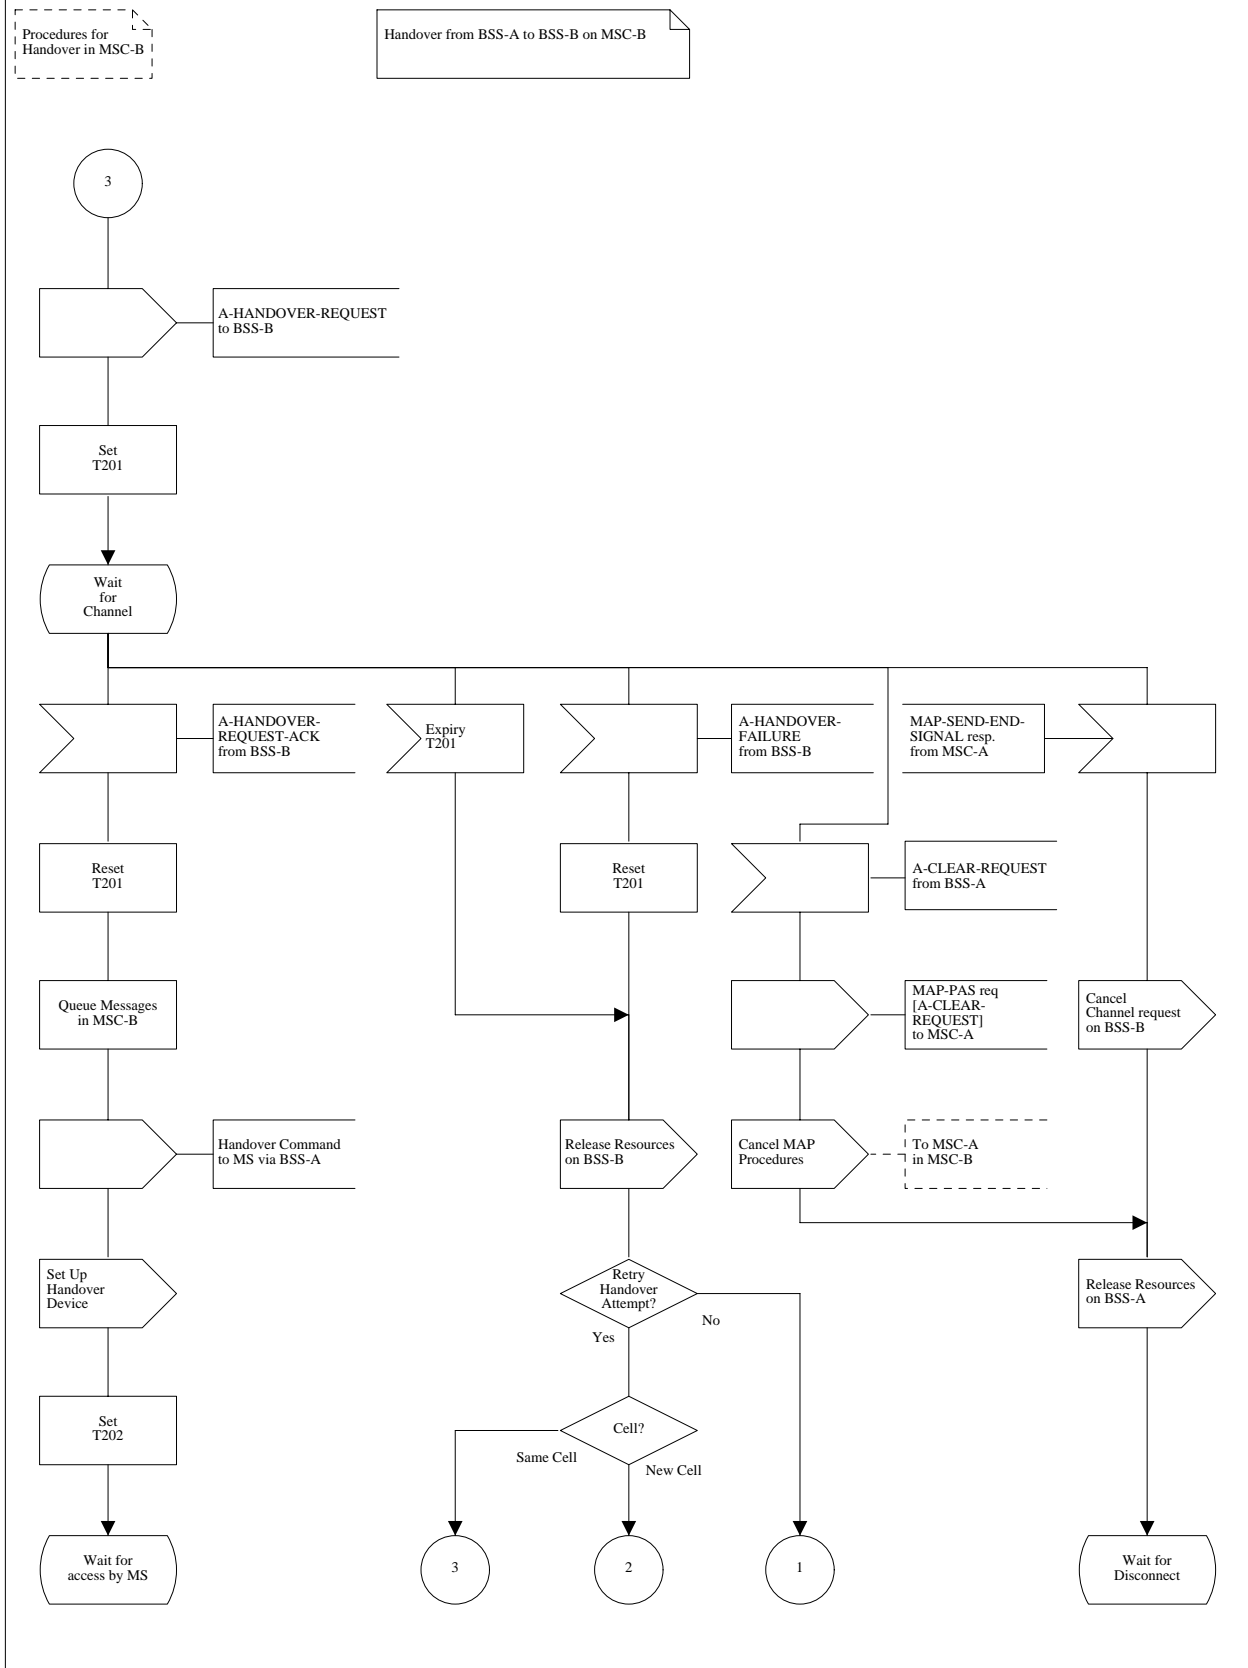 Procedures for
Handover in MSC-B
Handover from BSS-A to BSS-B on MSC-B
3
A-HANDOVER-REQUEST
to BSS-B
Set
T201
Wait
for
Channel
A-HANDOVER-
REQUEST-ACK
from BSS-B
Expiry
T201
A-HANDOVER-
FAILURE
from BSS-B
MAP-SEND-END-
SIGNAL resp.
from MSC-A
Reset
T201
Reset
T201
A-CLEAR-REQUEST
from BSS-A
Queue Messages
in MSC-B
MAP-PAS req
[A-CLEAR-
REQUEST]
to MSC-A
Cancel
Channel request
on BSS-B
Handover Command
to MS via BSS-A
Release Resources
on BSS-B
Cancel MAP
Procedures
To MSC-A
in MSC-B
Set Up
Handover
Device
Retry
Handover
Attempt?
Release Resources
on BSS-A
No
Yes
Set
T202
Cell?
Same Cell
New Cell
Wait for
access by MS
3
2
1
Wait for
Disconnect